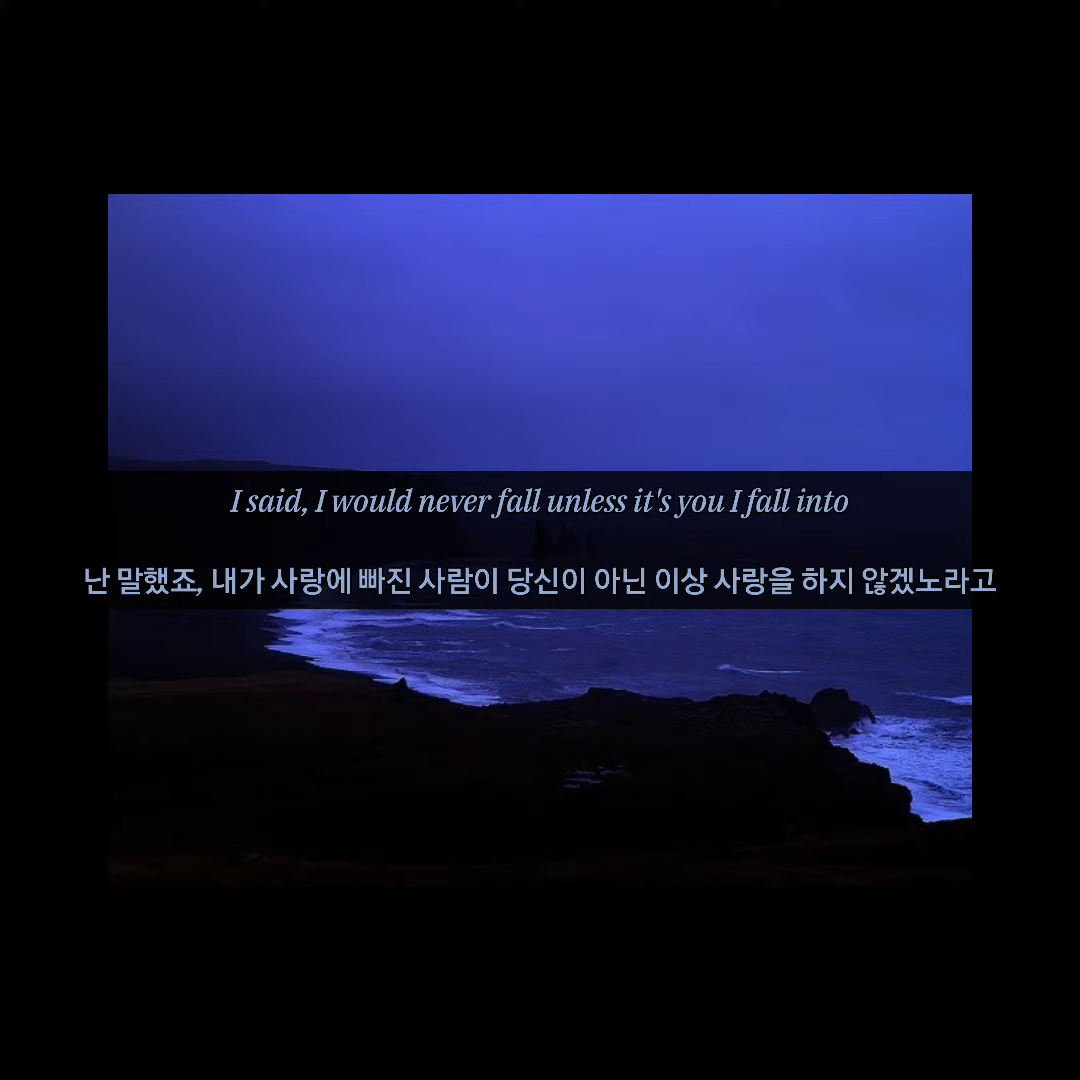 I said, I would never fall unless it's you I fall into
난 말했죠, 내가 사랑에 빠진 사람이 당신이 아닌 이상 사랑을 하지 않겠노라고